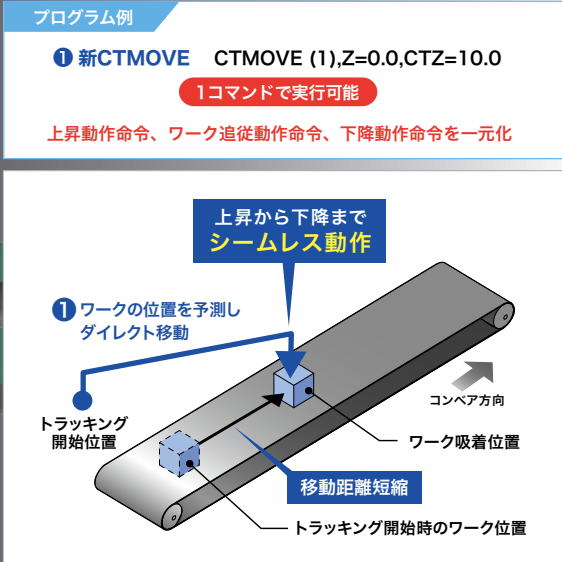 プログラム例
❶ 新CTMOVE CTMOVE (1),Z=0.0,CTZ=10.0
1コマンドで実行可能
上昇動作命令、ワーク追従動作命令、下降動作命令を一元化
上昇から下降まで
シームレス動作
❶ ワークの位置を予測し
ダイレクト移動
トラッキング
開始位置
コンベア方向
ワーク吸着位置
移動距離短縮
トラッキング開始時のワーク位置